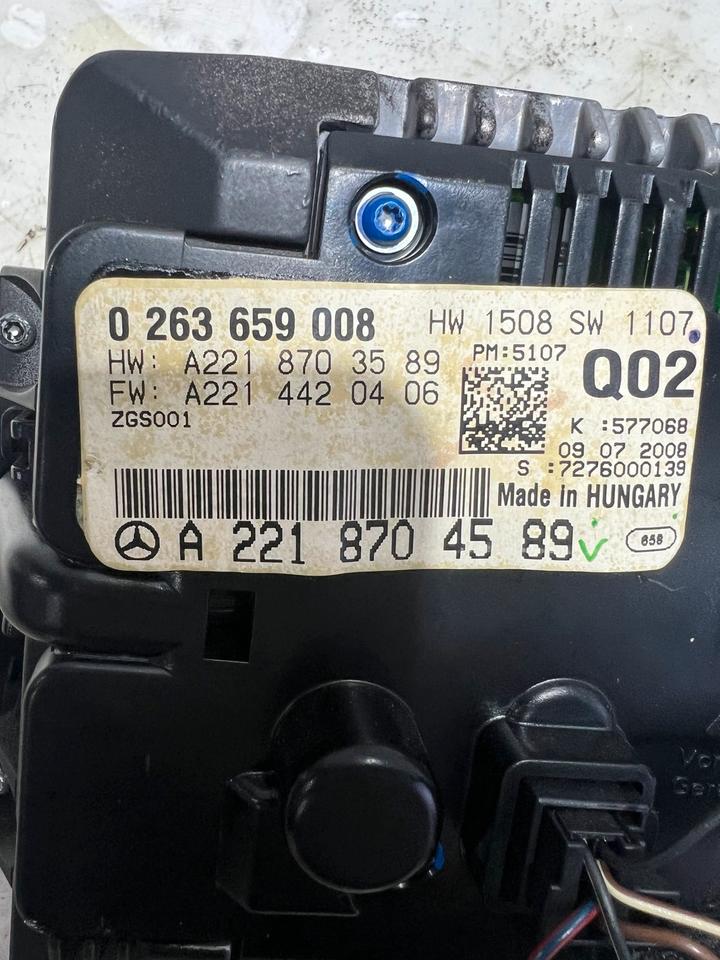 0 263 659 008 HW 1508 SW 1107
HW: A221 870 35 89 PM:5107 Q02
FW: A221 442 04 06
ZGS001
K :577068
09 07 2008
S :7276000139
Made in HUNGARY
A 221 870 45 89 658